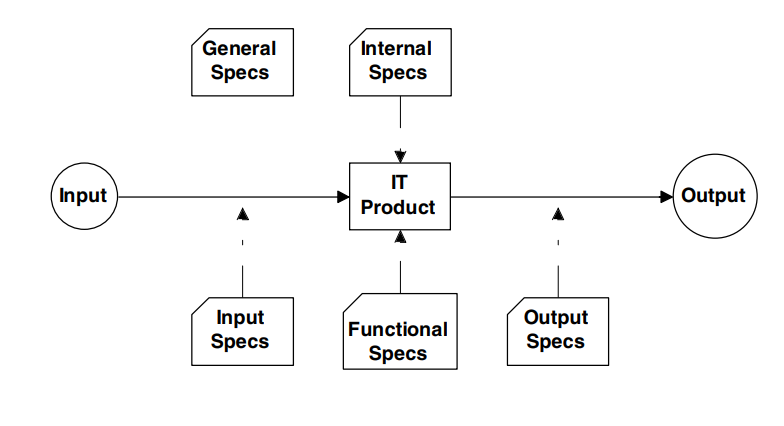 General
Specs
Internal
Specs
Input
IT
Product
Output
Input
Specs
Functional
Specs
Output
Specs